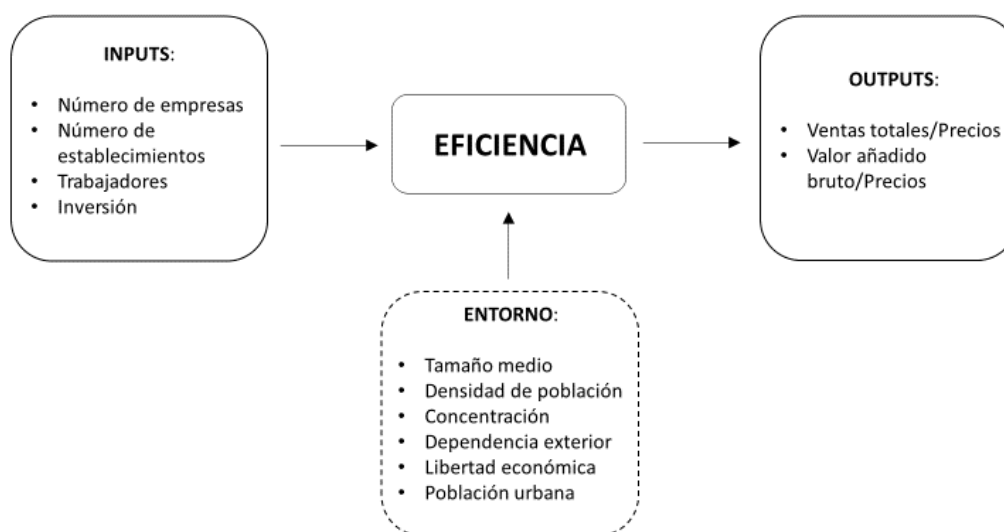 INPUTS:
• Número de empresas
• Número de
establecimientos
• Trabajadores
• Inversión
EFICIENCIA
OUTPUTS:
• Ventas totales/Precios
• Valor añadido
bruto/Precios
ENTORNO:
• Tamaño medio
• Densidad de población
• Concentración
• Dependencia exterior
• Libertad económica
• Población urbana